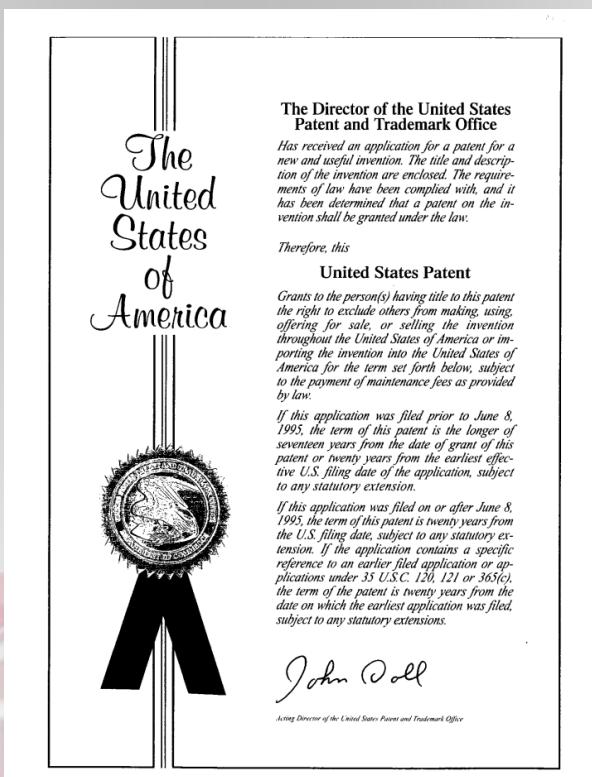 The
United
States
of
America
The Director of the United States
Patent and Trademark Office
Has received an application for a patent for a
new and useful invention. The title and descrip-
tion of the invention are enclosed. The require-
ments of law have been complied with, and it
has been determined that a patent on the in-
vention shall be granted under the law.
Therefore, this
United States Patent
Grants to the person(s) having title to this patent
the right to exclude others from making, using,
offering for sale, or selling the invention
throughout the United States of America or im-
porting the invention into the United States of
America for the term set forth below, subject
to the payment of maintenance fees as provided
by law.
If this application was filed prior to June 8,
1995, the term of this patent is the longer of
seventeen years from the date of grant of this
patent or twenty years from the earliest effec-
tive U.S. filing date of the application, subject
to any statutory extension.
If this application was filed on or after June 8,
1995, the term of this patent is twenty years from
the U.S. filing date, subject to any statutory ex-
tension. If the application contains a specific
reference to an earlier filed application or ap-
plications under 35 U.S.C. 120, 121 or 365(c),
the term of the patent is twenty years from the
date on which the earliest application was filed,
subject to any statutory extensions.
John Doll
Acting Director of the United States Patent and Trademark Office